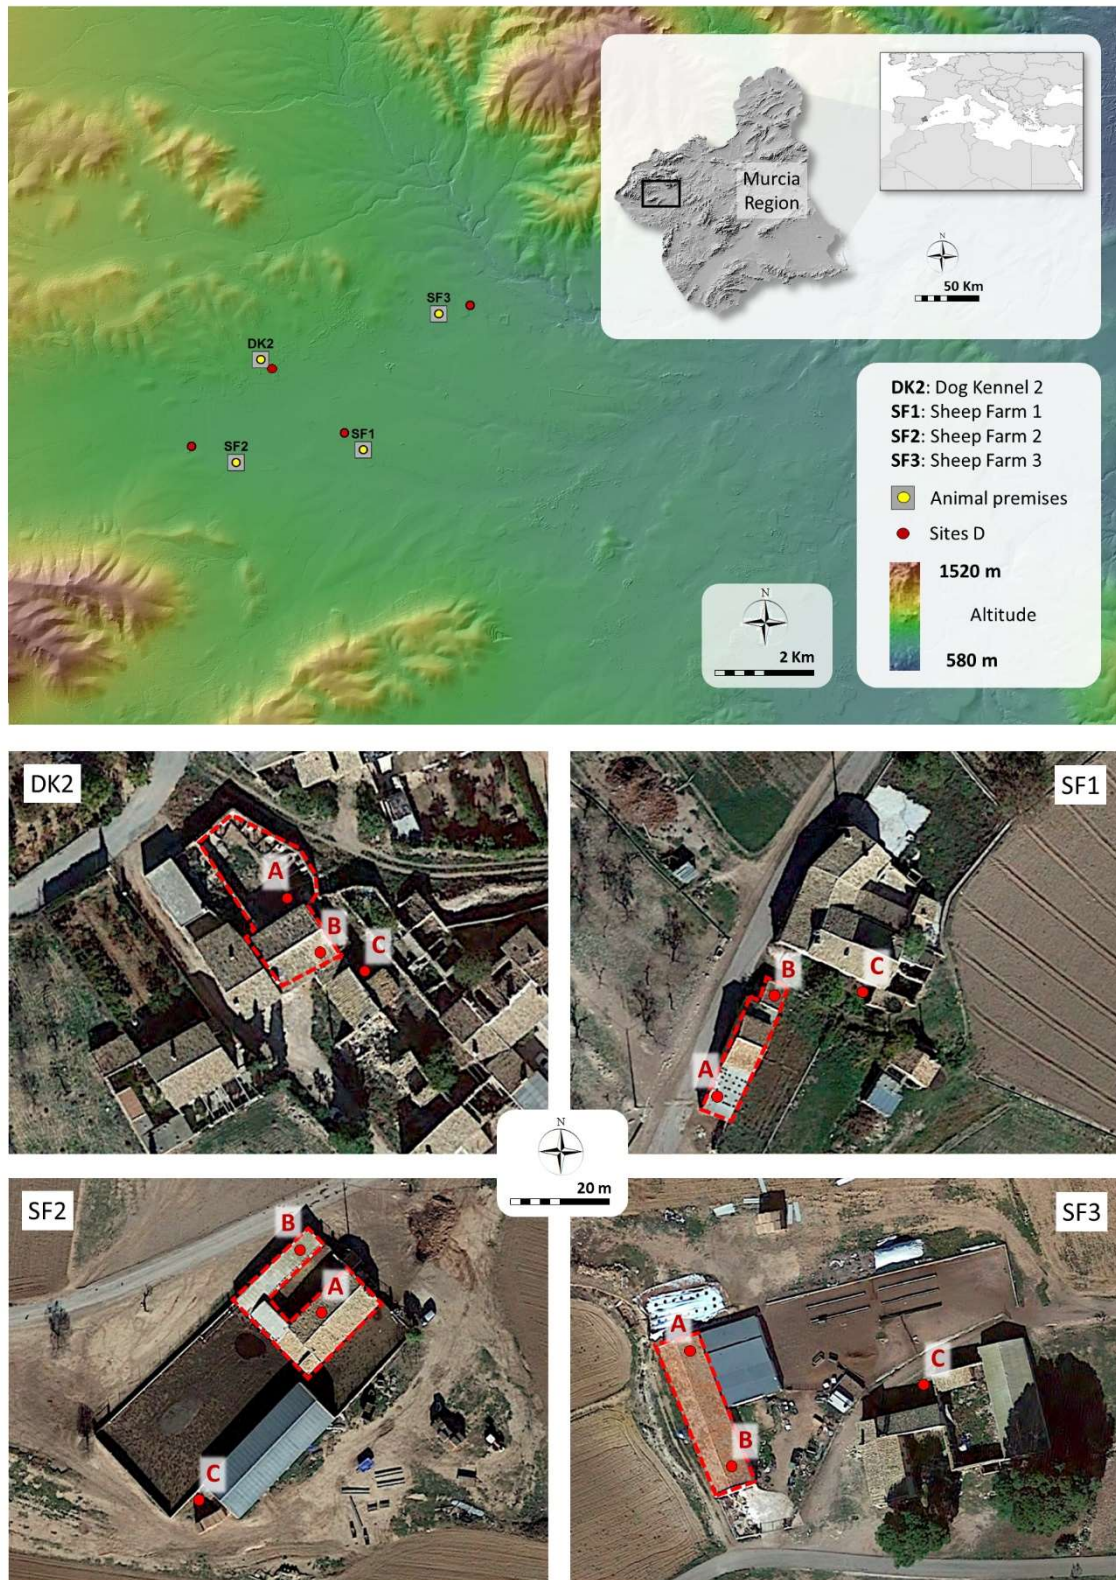 Murcia
Region
N
50 Km
SF3
DK2
SF1
SF2
DK2: Dog Kennel 2
SF1: Sheep Farm 1
SF2: Sheep Farm 2
SF3: Sheep Farm 3
Animal premises
Sites D
1520 m
Altitude
580 m
N
2 Km
DK2
A
B
C
SF1
B
C
A
N
20 m
SF2
B
A
C
SF3
A
C
B